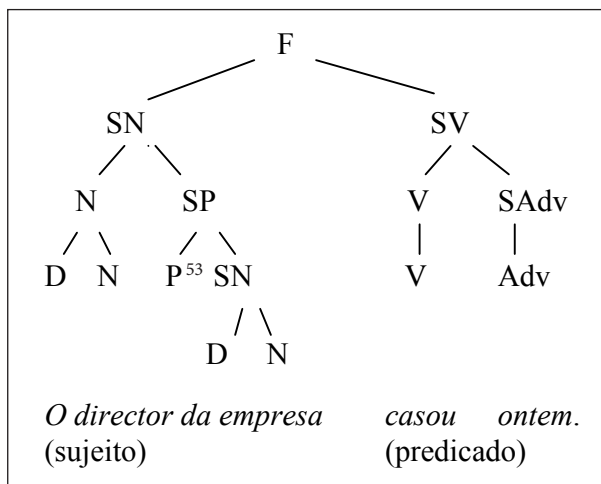 F
SN SV
N SP V SAdv
D N P 53 SN V Adv
D N
O director da empresa casou ontem.
(sujeito) (predicado)